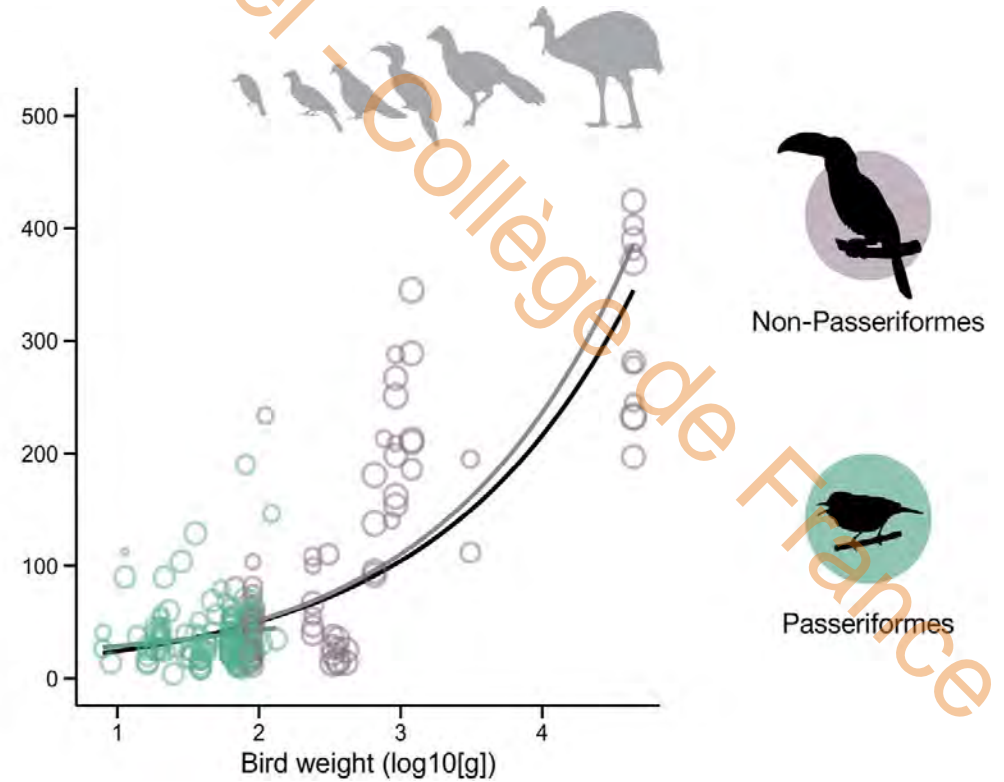 500
400
300
200
100
0
1 2 3 4
Bird weight (log10[g])
Non-Passeriformes
Passeriformes
el - Collège de France